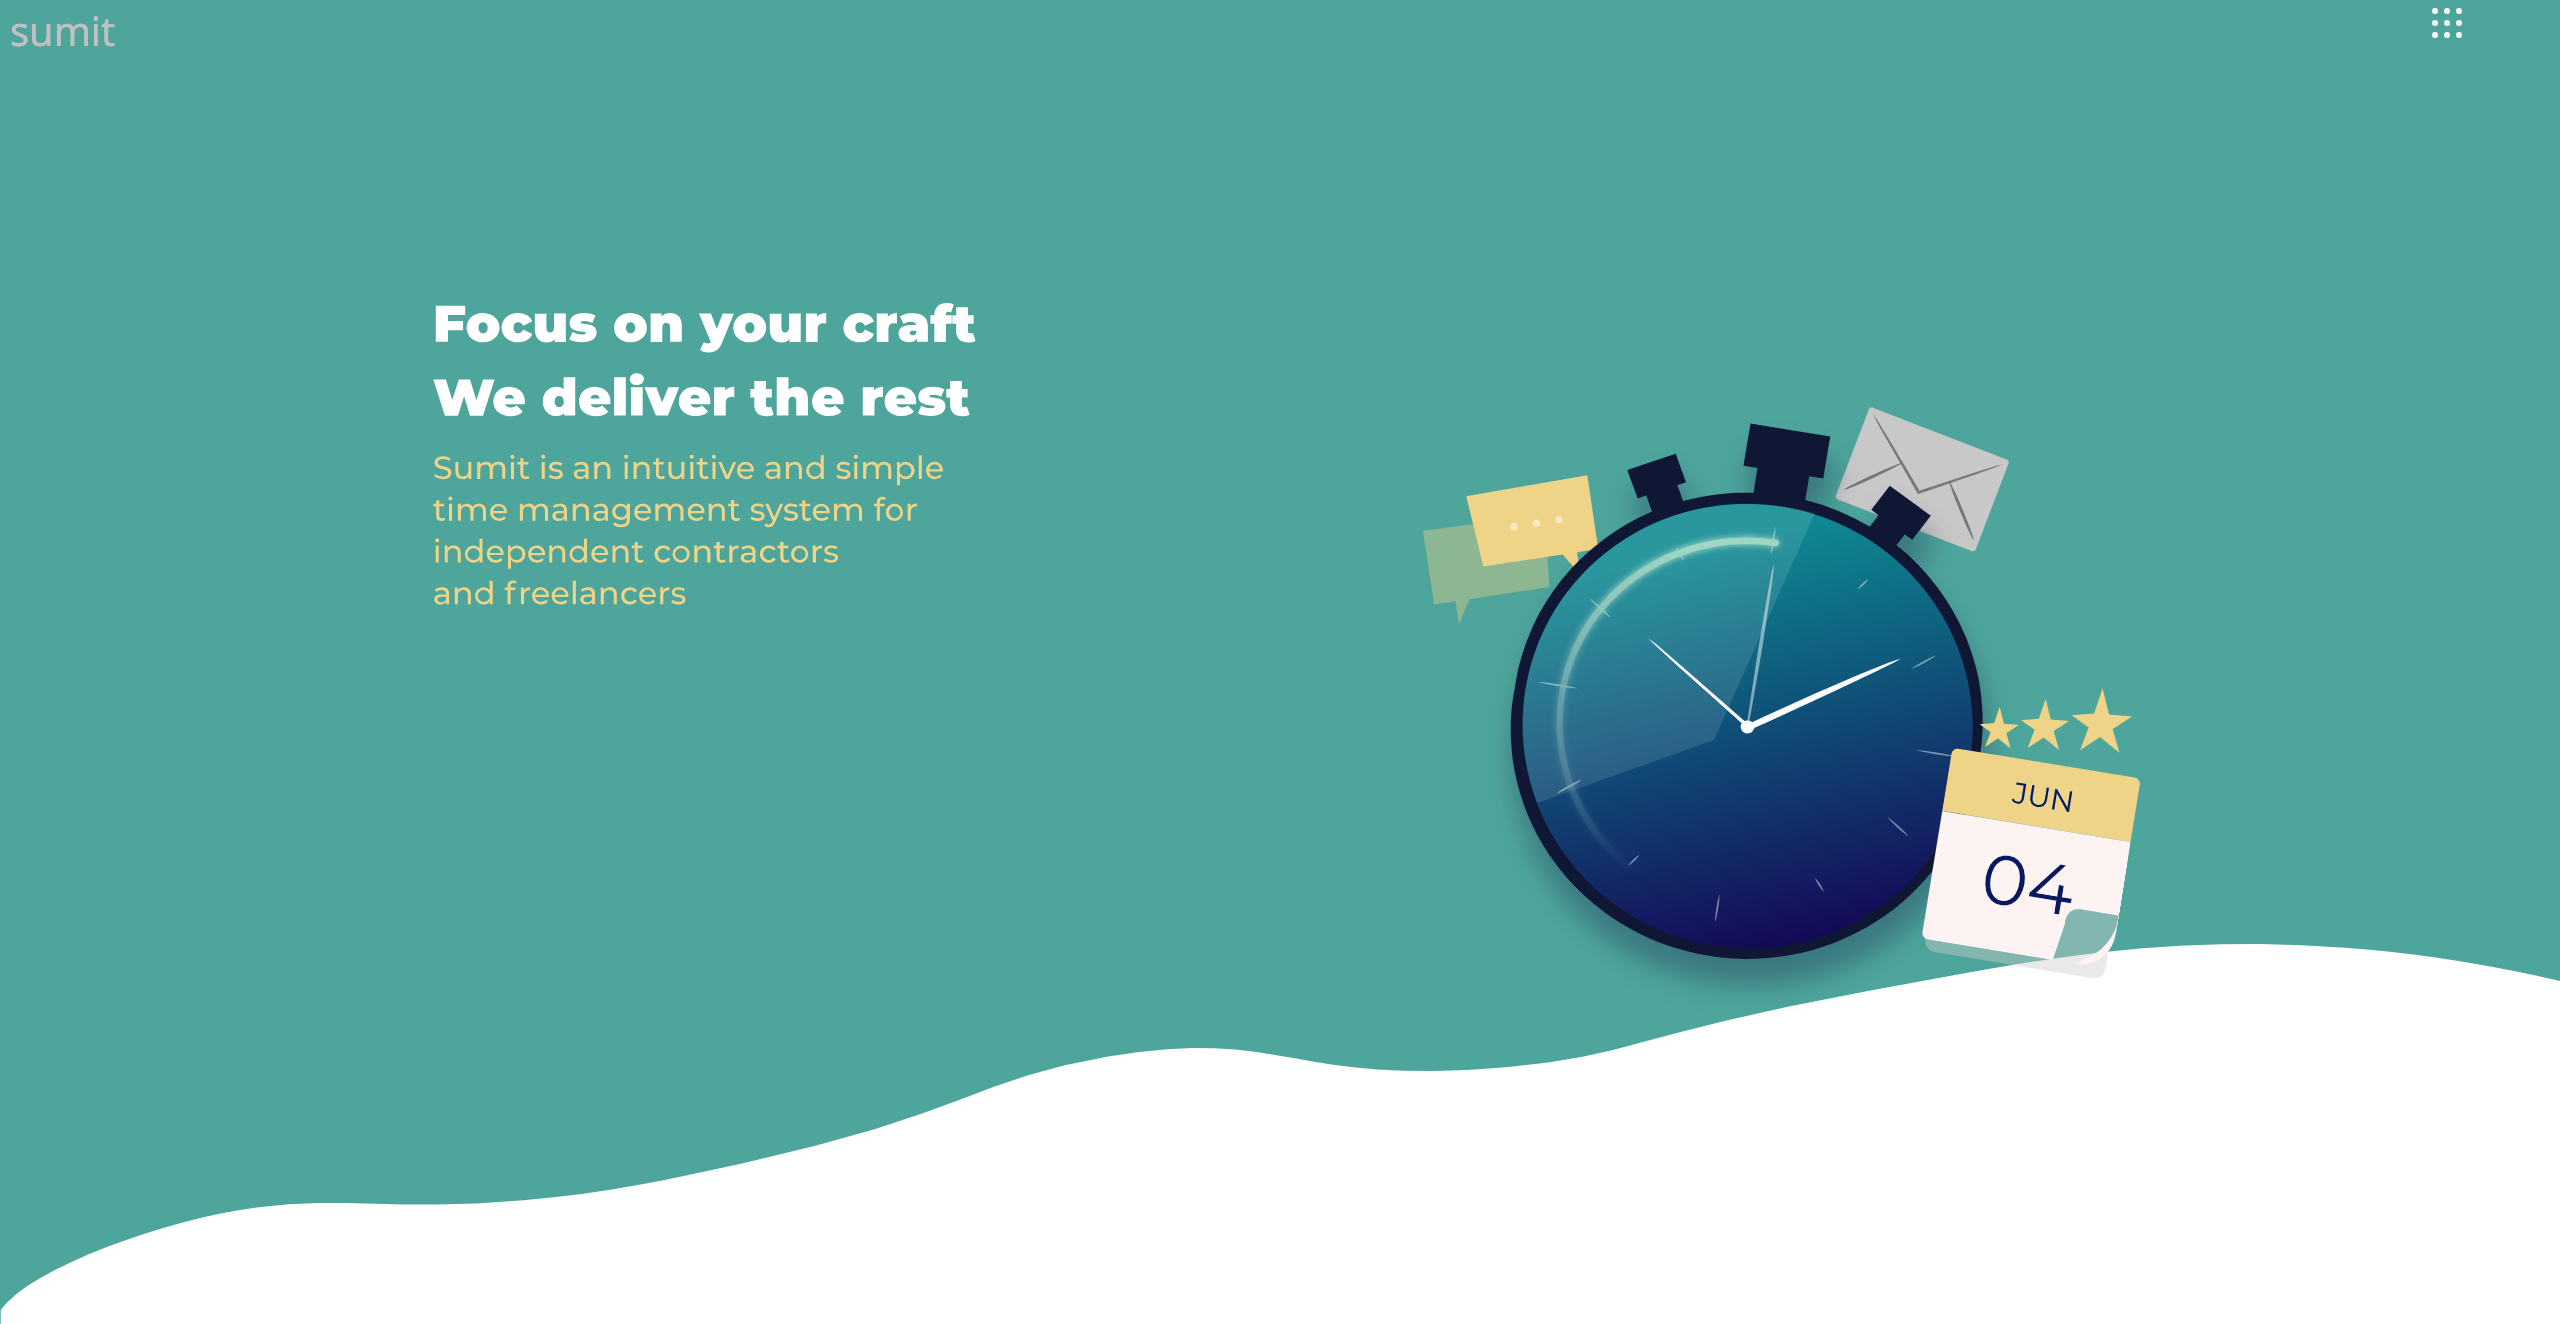 sumit
Focus on your craft
We deliver the rest
Sumit is an intuitive and simple
time management system for
independent contractors
and freelancers
JUN
04